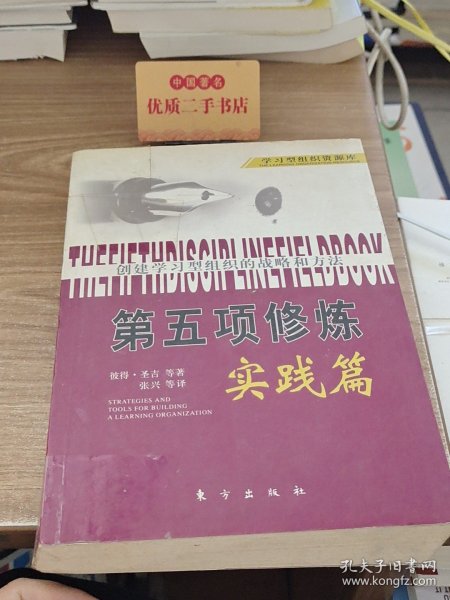 中国著名
优质二手书店
学习型组织资源库
THEFIFTHDISCIPLINEFIELDBOOK
创建学习型组织的战略和方法
第五项修炼
实践篇
彼得·圣吉 等著
张兴 等译
STRATEGIES AND
TOOLS FOR BUILDING
A LEARNING ORGANIZATION
东方出版社
孔夫子旧书网
www.kongfz.com